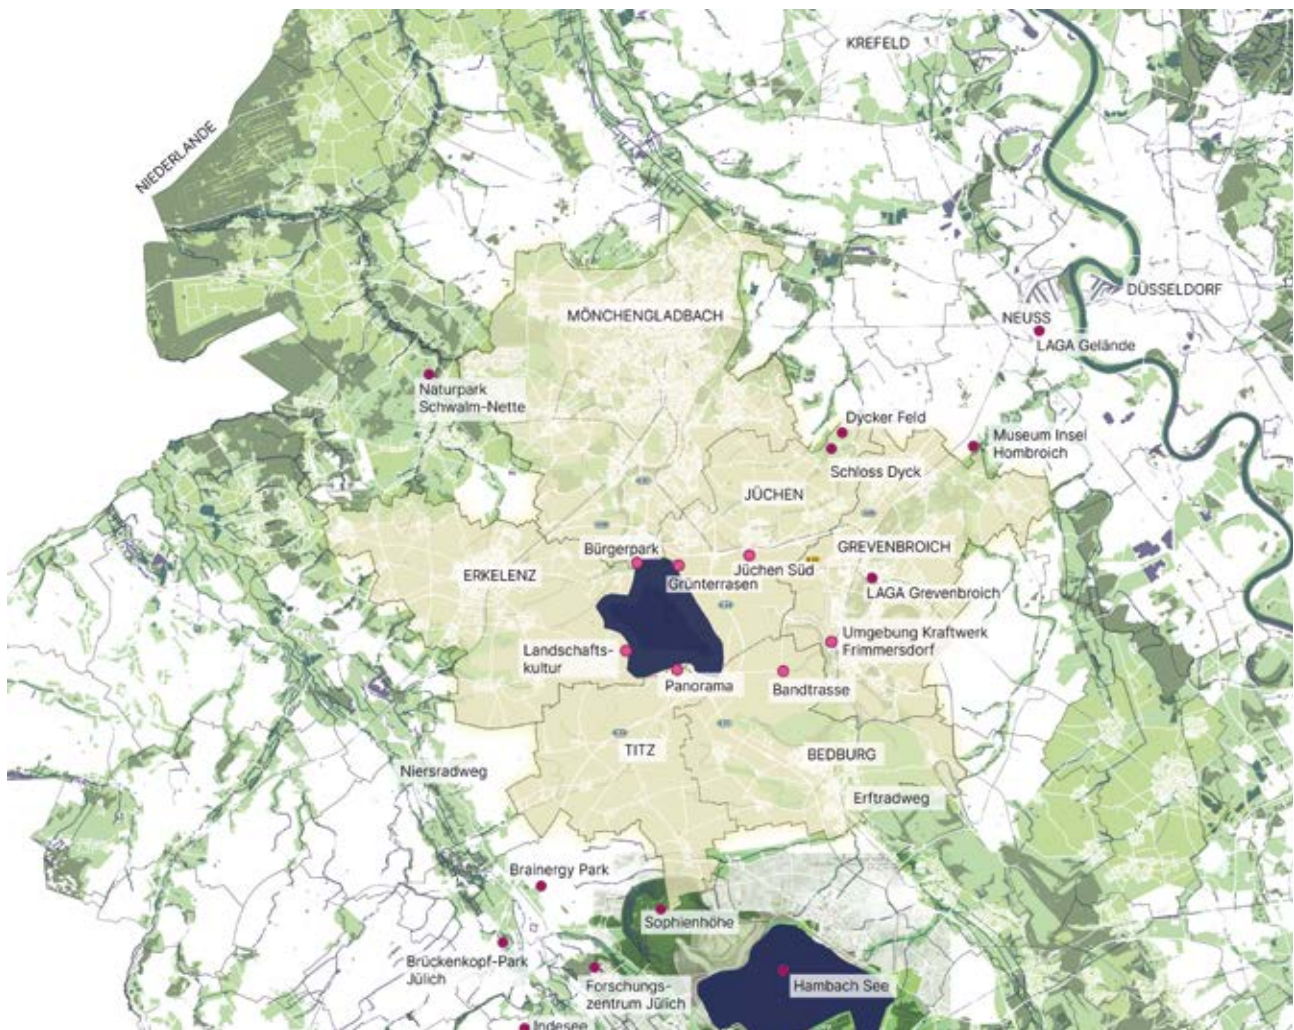 KREFELD
NIEDERLANDE
DÜSSELDORF
MÖNCHENGLADBACH
NEUSS
LAGA Gelände
Naturpark
Schwalm-Nette
Dycker Feld
Museum Insel
Hombroich
Schloss Dyck
JÜCHEN
Bürgerpark
GREVENBROICH
ERKELENZ
Grünterrasen
Jüchen Süd
LAGA Grevenbroich
Umgebung Kraftwerk
Frimmersdorf
Landschafts-
kultur
Panorama
Bandtrasse
TITZ
BEDBURG
Niersradweg
Erftradweg
Brainergy Park
Sophienhöhe
Brückenkopf-Park
Jülich
Forschungs-
zentrum Jülich
Hambach See
Indesee